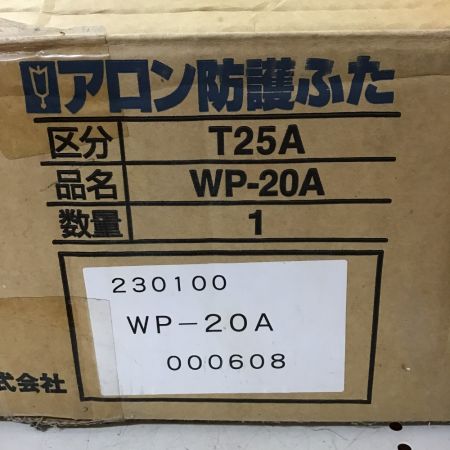 アロン防護ふた
区分 T25A
品名 WP-20A
数量 1
230100
WP-20A
000608
式会社